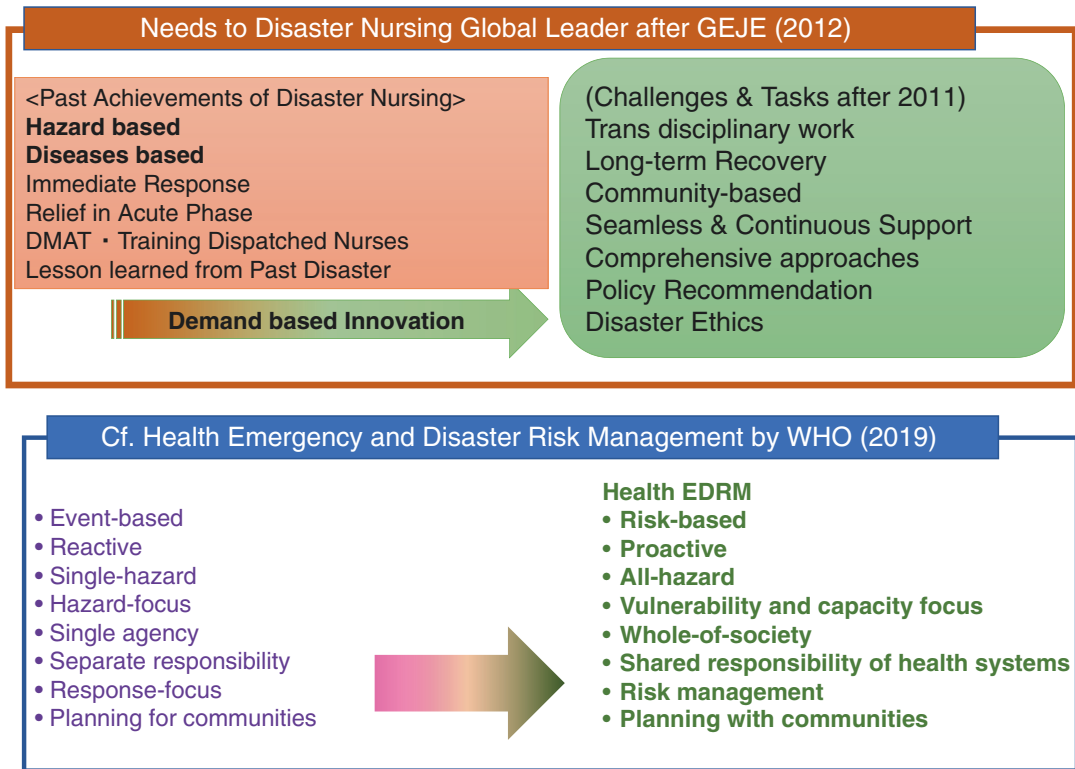 Needs to Disaster Nursing Global Leader after GEJE (2012)
<Past Achievements of Disaster Nursing>
Hazard based
Diseases based
Immediate Response
Relief in Acute Phase
DMAT・Training Dispatched Nurses
Lesson learned from Past Disaster
Demand based Innovation
(Challenges & Tasks after 2011)
Trans disciplinary work
Long-term Recovery
Community-based
Seamless & Continuous Support
Comprehensive approaches
Policy Recommendation
Disaster Ethics
Cf. Health Emergency and Disaster Risk Management by WHO (2019)
• Event-based
• Reactive
• Single-hazard
• Hazard-focus
• Single agency
• Separate responsibility
• Response-focus
• Planning for communities
Health EDRM
• Risk-based
• Proactive
• All-hazard
• Vulnerability and capacity focus
• Whole-of-society
• Shared responsibility of health systems
• Risk management
• Planning with communities